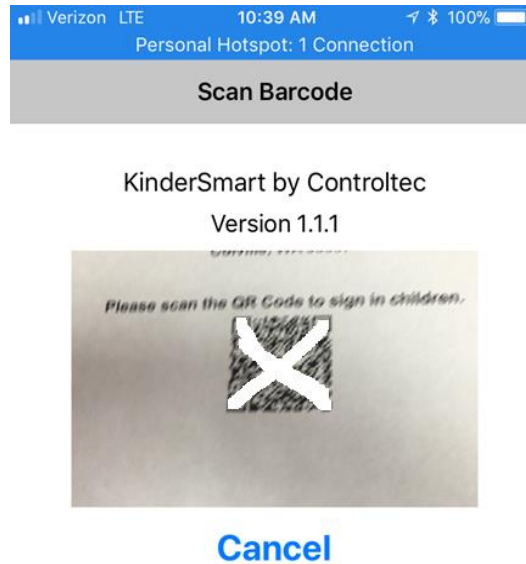 Verizon LTE 10:39 AM 100%
Personal Hotspot: 1 Connection
Scan Barcode
KinderSmart by Controltec
Version 1.1.1
Please scan the QR Code to sign in children.
Cancel